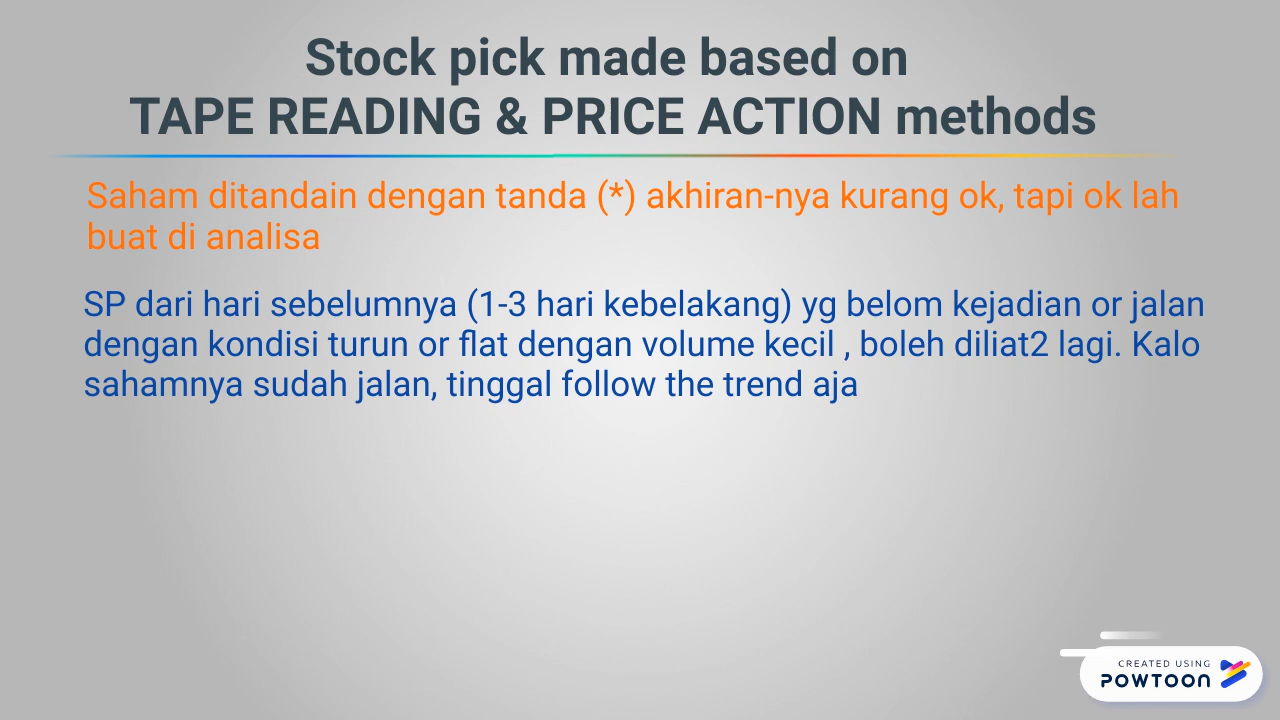 Stock pick made based on
TAPE READING & PRICE ACTION methods
Saham ditandain dengan tanda (*) akhiran-nya kurang ok, tapi ok lah
buat di analisa
SP dari hari sebelumnya (1-3 hari kebelakang) yg belom kejadian or jalan
dengan kondisi turun or flat dengan volume kecil , boleh diliat2 lagi. Kalo
sahamnya sudah jalan, tinggal follow the trend aja
CREATED USING
POWTOON